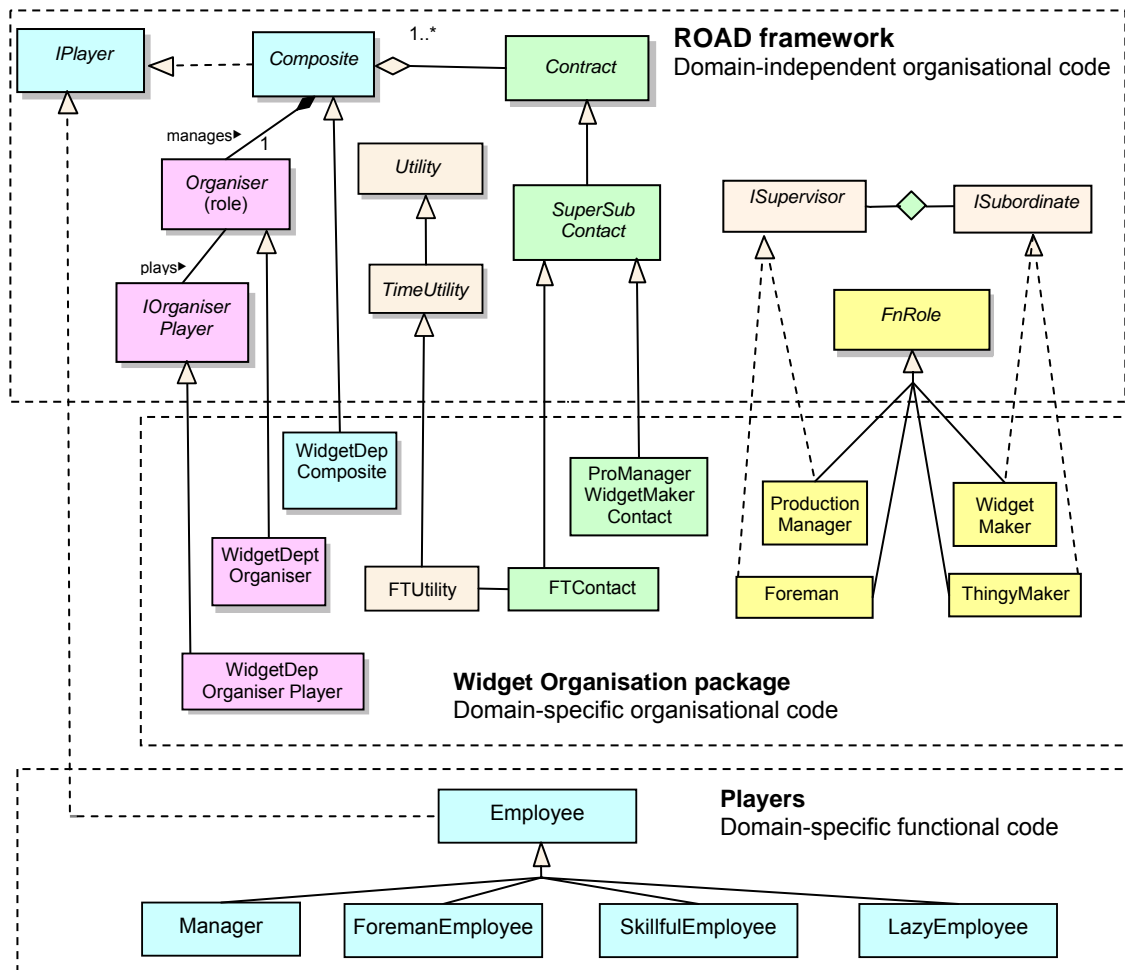 IPlayer
Composite
1..*
Contract
ROAD framework
Domain-independent organisational code
manages▶
1
Organiser
(role)
Utility
ISupervisor
ISubordinate
SuperSub
Contact
plays▶
IOrganiser
Player
TimeUtility
FnRole
WidgetDep
Composite
ProManager
WidgetMaker
Contact
Production
Manager
Widget
Maker
WidgetDept
Organiser
FTUtility
FTContact
Foreman
ThingyMaker
WidgetDep
Organiser Player
Widget Organisation package
Domain-specific organisational code
Employee
Players
Domain-specific functional code
Manager
ForemanEmployee
SkillfulEmployee
LazyEmployee